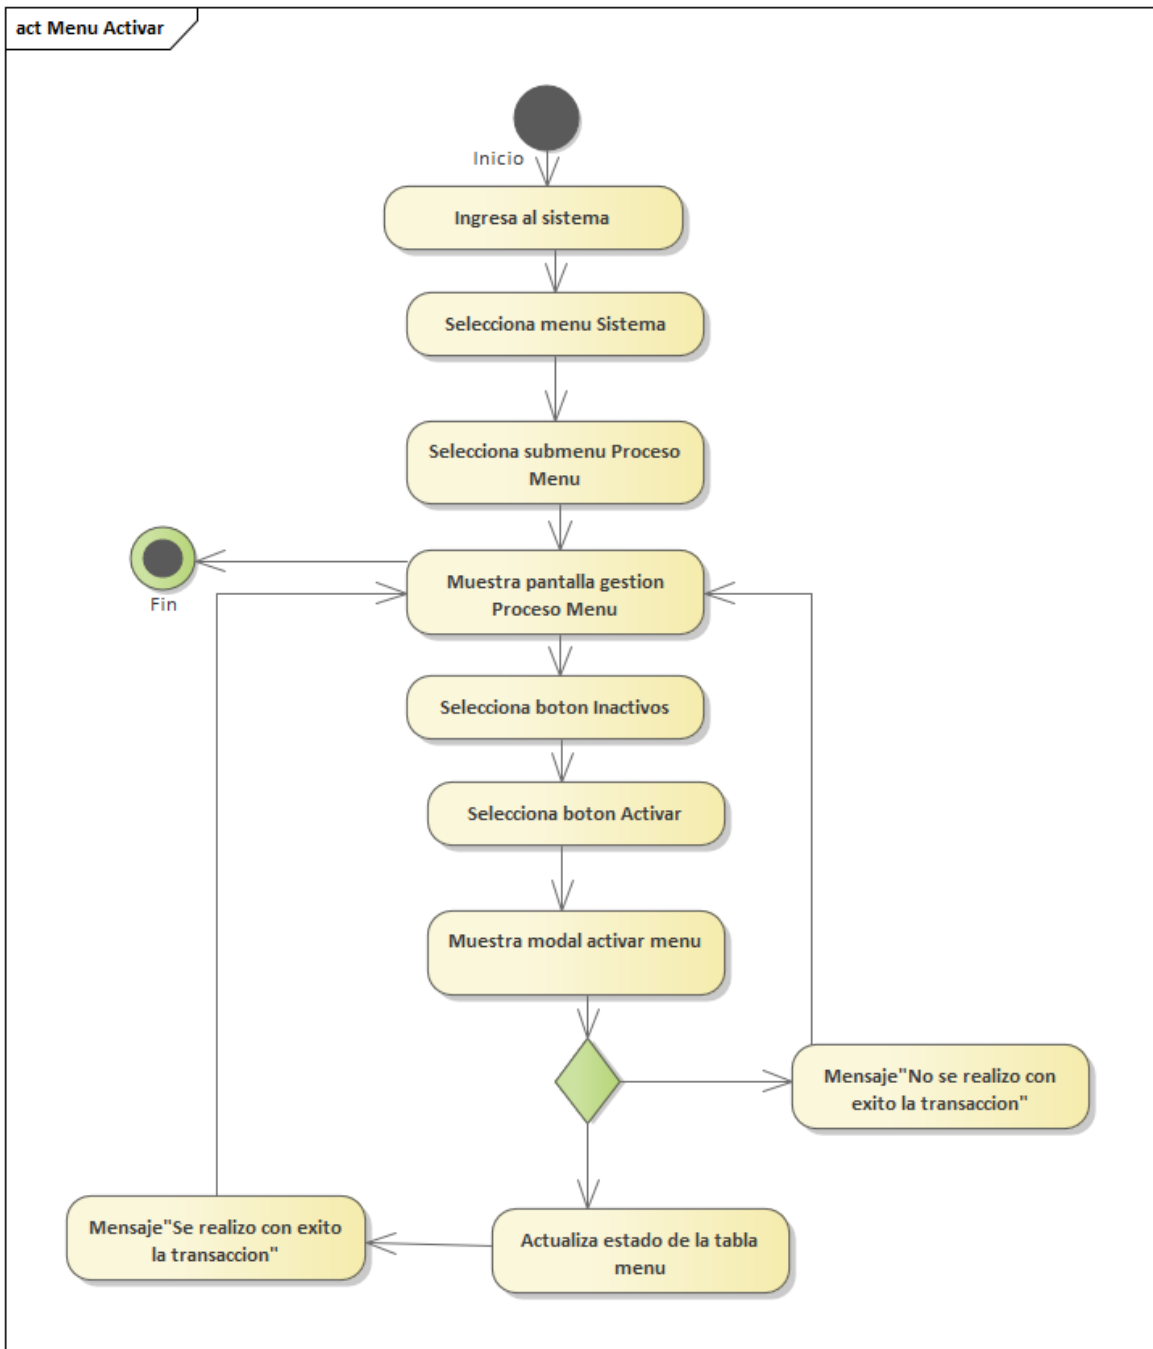 act Menu Activar
Inicio
Ingresa al sistema
Selecciona menu Sistema
Selecciona submenu Proceso
Menu
Muestra pantalla gestion
Proceso Menu
Fin
Selecciona boton Inactivos
Selecciona boton Activar
Muestra modal activar menu
Mensaje"No se realizo con
exito la transaccion"
Actualiza estado de la tabla
menu
Mensaje"Se realizo con exito
la transaccion"